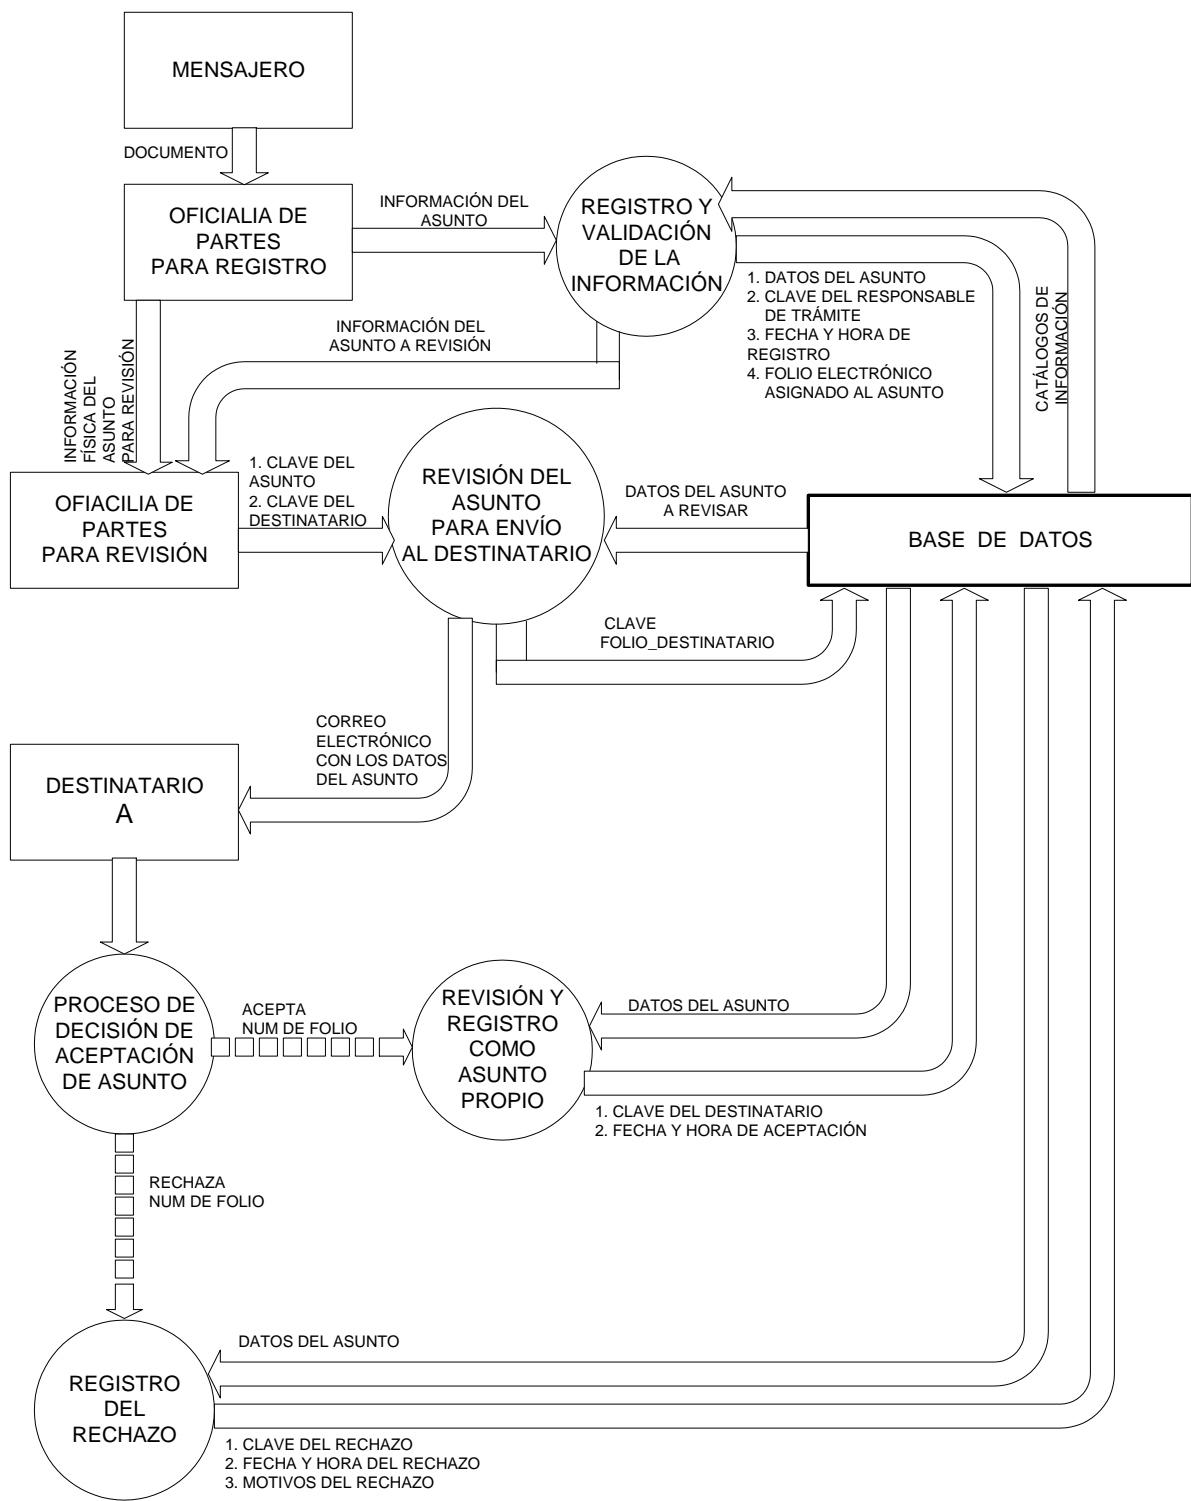 MENSAJERO
DOCUMENTO
OFICIALIA DE
PARTES
PARA REGISTRO
INFORMACIÓN DEL
ASUNTO
REGISTRO Y
VALIDACIÓN
DE LA
INFORMACIÓN
1. DATOS DEL ASUNTO
2. CLAVE DEL RESPONSABLE
DE TRÁMITE
3. FECHA Y HORA DE
REGISTRO
4. FOLIO ELECTRÓNICO
ASIGNADO AL ASUNTO
CATÁLOGOS DE
INFORMACIÓN
INFORMACIÓN DEL
ASUNTO A REVISIÓN
INFORMACIÓN
FÍSICA DEL
ASUNTO
PARA REVISIÓN
OFIACILIA DE
PARTES
PARA REVISIÓN
1. CLAVE DEL
ASUNTO
2. CLAVE DEL
DESTINATARIO
REVISIÓN DEL
ASUNTO
PARA ENVÍO
AL DESTINATARIO
DATOS DEL ASUNTO
A REVISAR
BASE DE DATOS
CLAVE
FOLIO_DESTINATARIO
CORREO
ELECTRÓNICO
CON LOS DATOS
DEL ASUNTO
DESTINATARIO
A
PROCESO DE
DECISIÓN DE
ACEPTACIÓN
DE ASUNTO
ACEPTA
NUM DE FOLIO
REVISIÓN Y
REGISTRO
COMO
ASUNTO
PROPIO
DATOS DEL ASUNTO
1. CLAVE DEL DESTINATARIO
2. FECHA Y HORA DE ACEPTACIÓN
RECHAZA
NUM DE FOLIO
REGISTRO
DEL
RECHAZO
DATOS DEL ASUNTO
1. CLAVE DEL RECHAZO
2. FECHA Y HORA DEL RECHAZO
3. MOTIVOS DEL RECHAZO